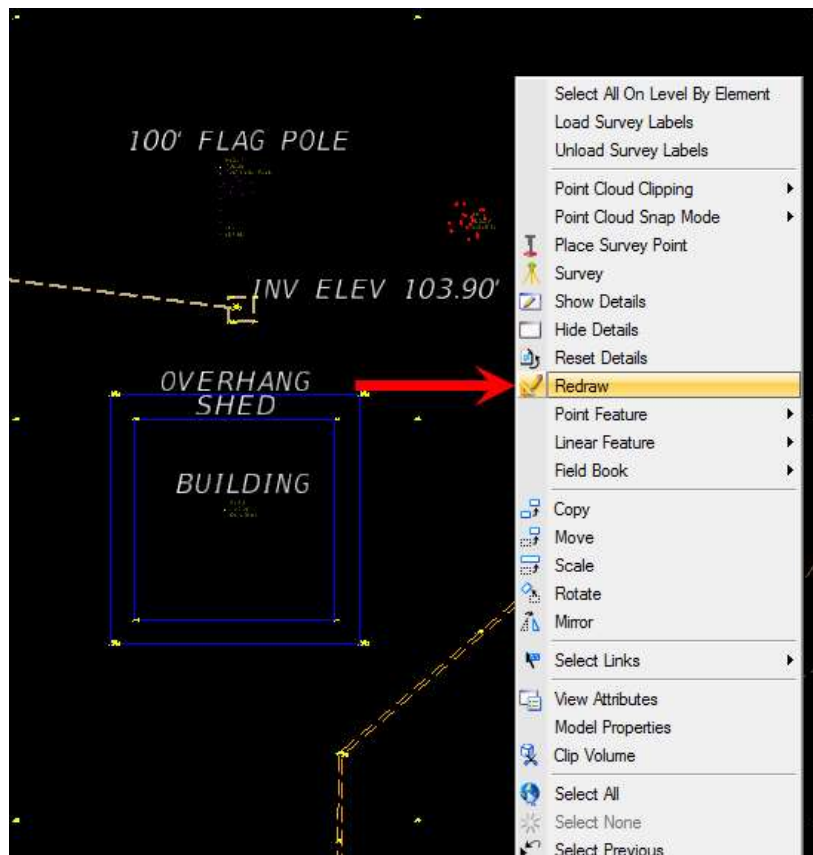 100' FLAG POLE
INV ELEV 103.90'
OVERHANG
SHED
BUILDING
Select All On Level By Element
Load Survey Labels
Unload Survey Labels
Point Cloud Clipping
Point Cloud Snap Mode
Place Survey Point
Survey
Show Details
Hide Details
Reset Details
Redraw
Point Feature
Linear Feature
Field Book
Copy
Move
Scale
Rotate
Mirror
Select Links
View Attributes
Model Properties
Clip Volume
Select All
Select None
Select Previous